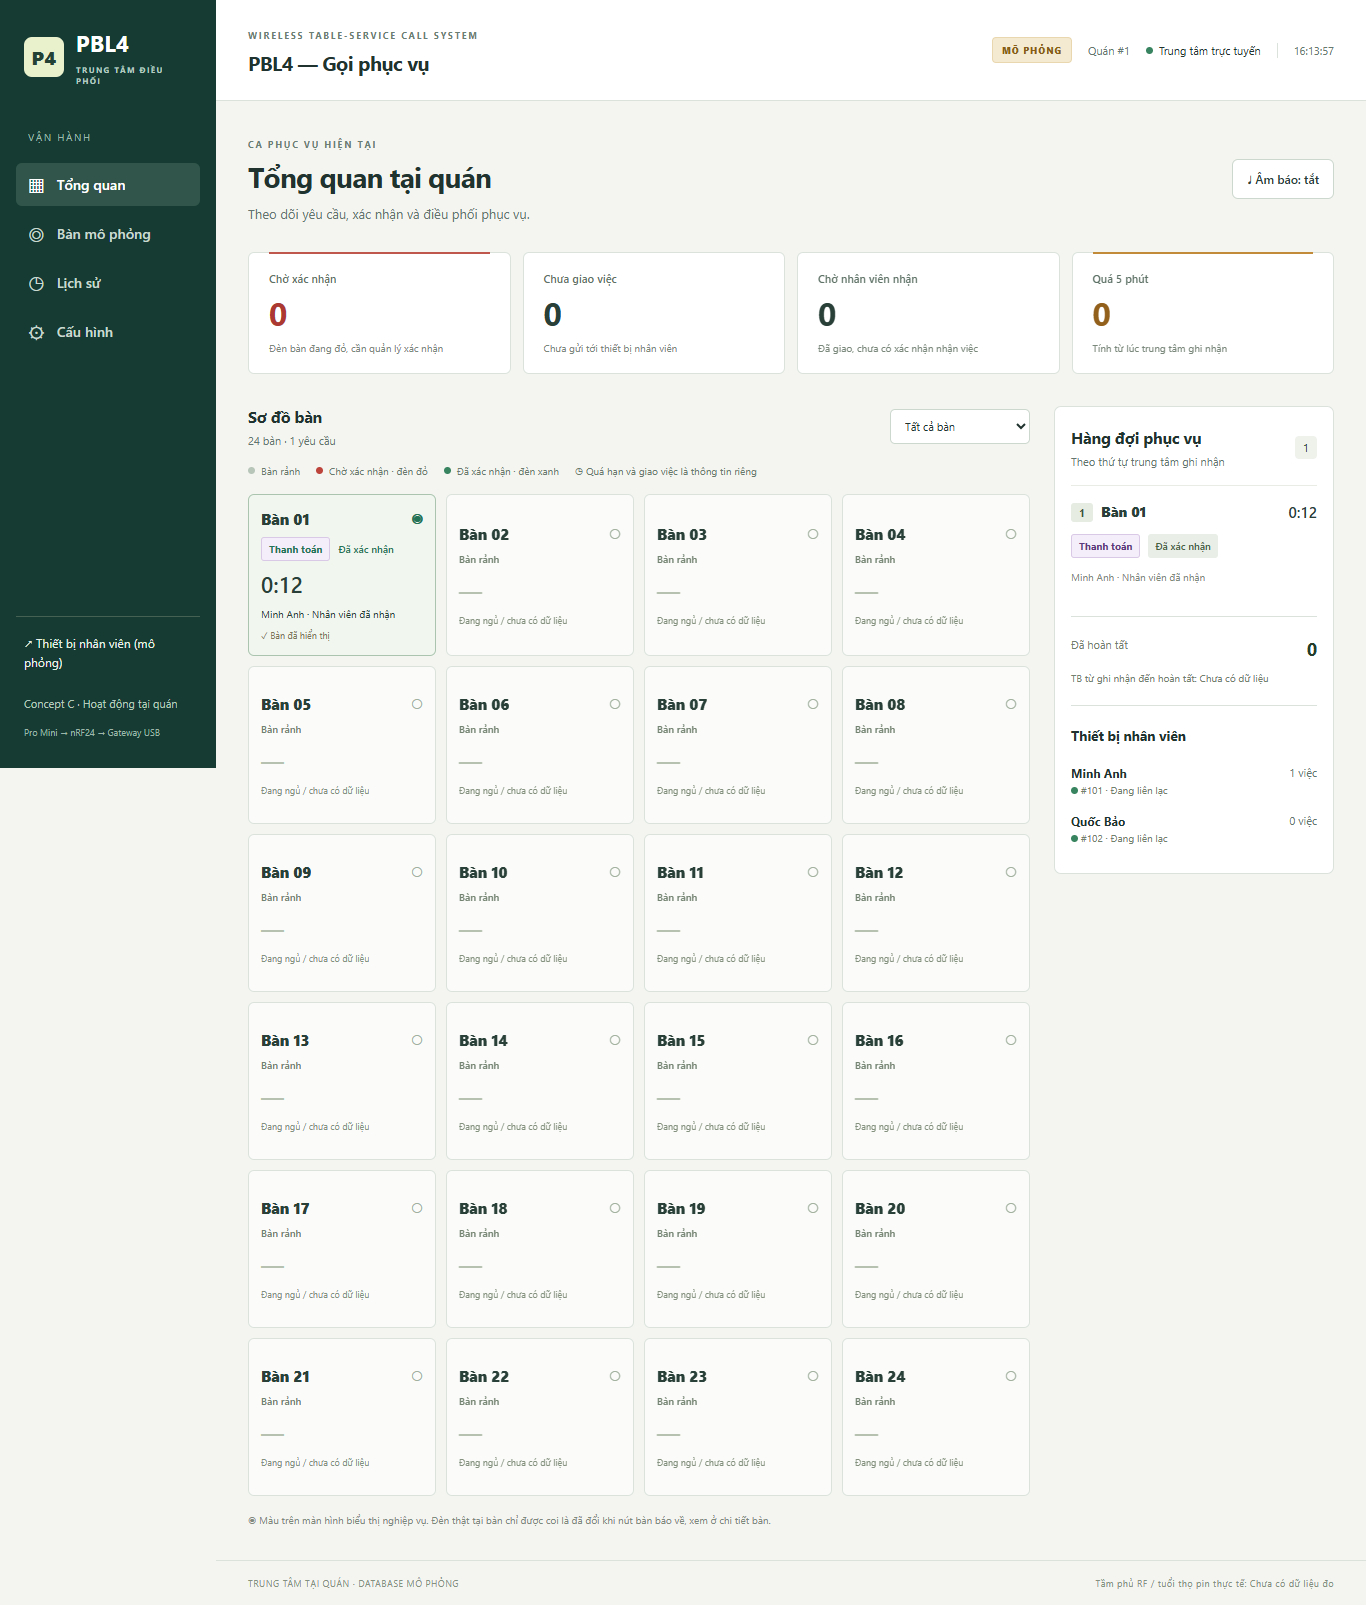 P4
PBL4
TRUNG TÂM ĐIỀU
PHỐI
VẬN HÀNH
Tổng quan
Bàn mô phỏng
Lịch sử
Cấu hình
↗ Thiết bị nhân viên (mô
phỏng)
Concept C · Hoạt động tại quán
Pro Mini → nRF24 → Gateway USB
WIRELESS TABLE-SERVICE CALL SYSTEM
PBL4 — Gọi phục vụ
MÔ PHỎNG
Quán #1
Trung tâm trực tuyến
16:13:57
CA PHỤC VỤ HIỆN TẠI
Tổng quan tại quán
Theo dõi yêu cầu, xác nhận và điều phối phục vụ.
♩ Âm báo: tắt
Chờ xác nhận
0
Đèn bàn đang đỏ, cần quản lý xác nhận
Chưa giao việc
0
Chưa gửi tới thiết bị nhân viên
Chờ nhân viên nhận
0
Đã giao, chưa có xác nhận nhận việc
Quá 5 phút
0
Tính từ lúc trung tâm ghi nhận
Sơ đồ bàn
24 bàn · 1 yêu cầu
Tất cả bàn
Bàn rảnh
Chờ xác nhận · đèn đỏ
Đã xác nhận · đèn xanh
◷ Quá hạn và giao việc là thông tin riêng
Bàn 01
Thanh toán Đã xác nhận
0:12
Minh Anh · Nhân viên đã nhận
✓ Bàn đã hiển thị
Bàn 02
Bàn rảnh
—
Đang ngủ / chưa có dữ liệu
Bàn 03
Bàn rảnh
—
Đang ngủ / chưa có dữ liệu
Bàn 04
Bàn rảnh
—
Đang ngủ / chưa có dữ liệu
Bàn 05
Bàn rảnh
—
Đang ngủ / chưa có dữ liệu
Bàn 06
Bàn rảnh
—
Đang ngủ / chưa có dữ liệu
Bàn 07
Bàn rảnh
—
Đang ngủ / chưa có dữ liệu
Bàn 08
Bàn rảnh
—
Đang ngủ / chưa có dữ liệu
Bàn 09
Bàn rảnh
—
Đang ngủ / chưa có dữ liệu
Bàn 10
Bàn rảnh
—
Đang ngủ / chưa có dữ liệu
Bàn 11
Bàn rảnh
—
Đang ngủ / chưa có dữ liệu
Bàn 12
Bàn rảnh
—
Đang ngủ / chưa có dữ liệu
Bàn 13
Bàn rảnh
—
Đang ngủ / chưa có dữ liệu
Bàn 14
Bàn rảnh
—
Đang ngủ / chưa có dữ liệu
Bàn 15
Bàn rảnh
—
Đang ngủ / chưa có dữ liệu
Bàn 16
Bàn rảnh
—
Đang ngủ / chưa có dữ liệu
Bàn 17
Bàn rảnh
—
Đang ngủ / chưa có dữ liệu
Bàn 18
Bàn rảnh
—
Đang ngủ / chưa có dữ liệu
Bàn 19
Bàn rảnh
—
Đang ngủ / chưa có dữ liệu
Bàn 20
Bàn rảnh
—
Đang ngủ / chưa có dữ liệu
Bàn 21
Bàn rảnh
—
Đang ngủ / chưa có dữ liệu
Bàn 22
Bàn rảnh
—
Đang ngủ / chưa có dữ liệu
Bàn 23
Bàn rảnh
—
Đang ngủ / chưa có dữ liệu
Bàn 24
Bàn rảnh
—
Đang ngủ / chưa có dữ liệu
◉ Màu trên màn hình biểu thị nghiệp vụ. Đèn thật tại bàn chỉ được coi là đã đổi khi nút bàn báo về, xem ở chi tiết bàn.
Hàng đợi phục vụ
1
Theo thứ tự trung tâm ghi nhận
1 Bàn 01 0:12
Thanh toán Đã xác nhận
Minh Anh · Nhân viên đã nhận
Đã hoàn tất 0
TB từ ghi nhận đến hoàn tất: Chưa có dữ liệu
Thiết bị nhân viên
Minh Anh 1 việc
#101 · Đang liên lạc
Quốc Bảo 0 việc
#102 · Đang liên lạc
TRUNG TÂM TẠI QUÁN · DATABASE MÔ PHỎNG
Tầm phủ RF / tuổi thọ pin thực tế: Chưa có dữ liệu đo